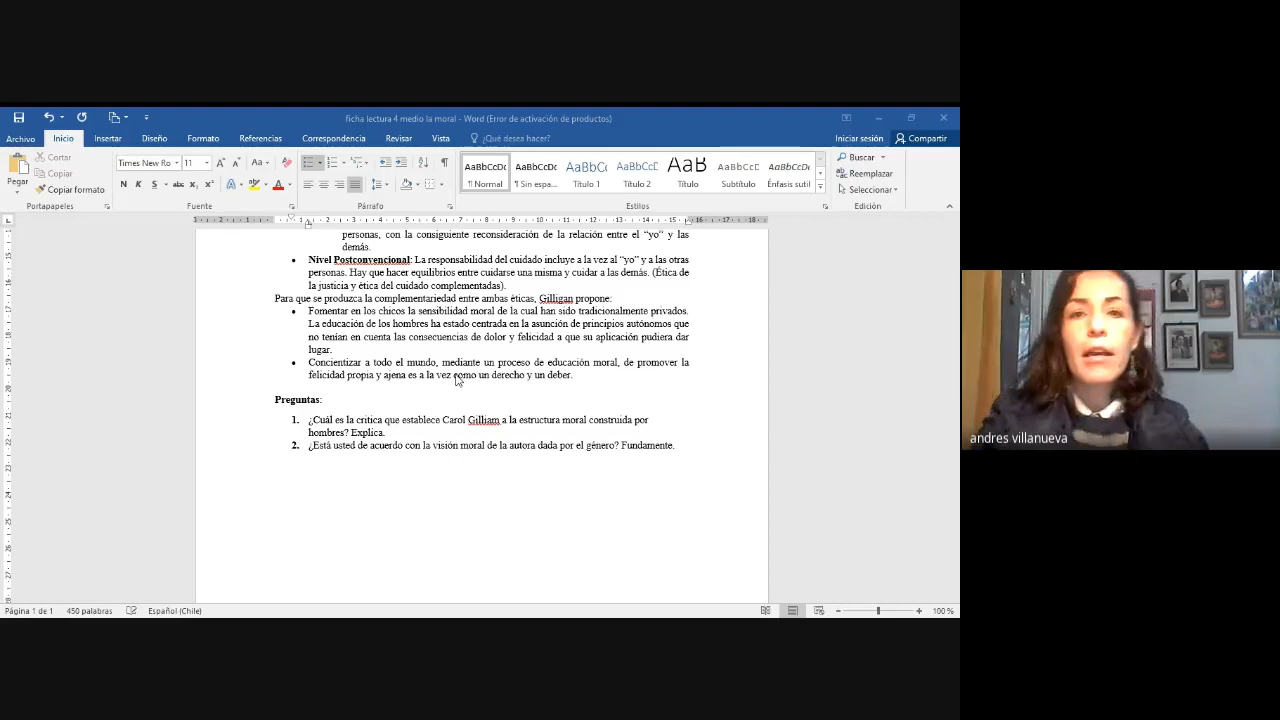 ficha lectura 4 medio la moral - Word (Error de activación de productos)
Archivo Inicio Insertar Diseño Formato Referencias Correspondencia Revisar Vista ¿Qué desea hacer? Iniciar sesión Compartir
Pegar
Cortar
Copiar
Copiar formato
Portapapeles
Times New Ro 11
N K S abc x₂ x²
Fuente
Párrafo
AaBbCcDc AaBbCcDc AaBbC( AaBbCcD AaB AaBbCcD AaBbCcDc
¶ Normal ¶ Sin espa... Título 1 Título 2 Título Subtítulo Énfasis sutil
Estilos
Buscar
Reemplazar
Seleccionar
Edición
personas, con la consiguiente reconsideración de la relación entre el “yo” y las
demás.
• Nivel Postconvencional: La responsabilidad del cuidado incluye a la vez al “yo” y a las otras
personas. Hay que hacer equilibrios entre cuidarse una misma y cuidar a las demás. (Ética de
la justicia y ética del cuidado complementadas).
Para que se produzca la complementariedad entre ambas éticas, Gilligan propone:
• Fomentar en los chicos la sensibilidad moral de la cual han sido tradicionalmente privados.
La educación de los hombres ha estado centrada en la asunción de principios autónomos que
no tenían en cuenta las consecuencias de dolor y felicidad a que su aplicación pudiera dar
lugar.
• Concientizar a todo el mundo, mediante un proceso de educación moral, de promover la
felicidad propia y ajena es a la vez como un derecho y un deber.
Preguntas:
1. ¿Cuál es la critica que establece Carol Gilliam a la estructura moral construida por
hombres? Explica.
2. ¿Está usted de acuerdo con la visión moral de la autora dada por el género? Fundamente.
Página 1 de 1 450 palabras Español (Chile) 100 %
andres villanueva